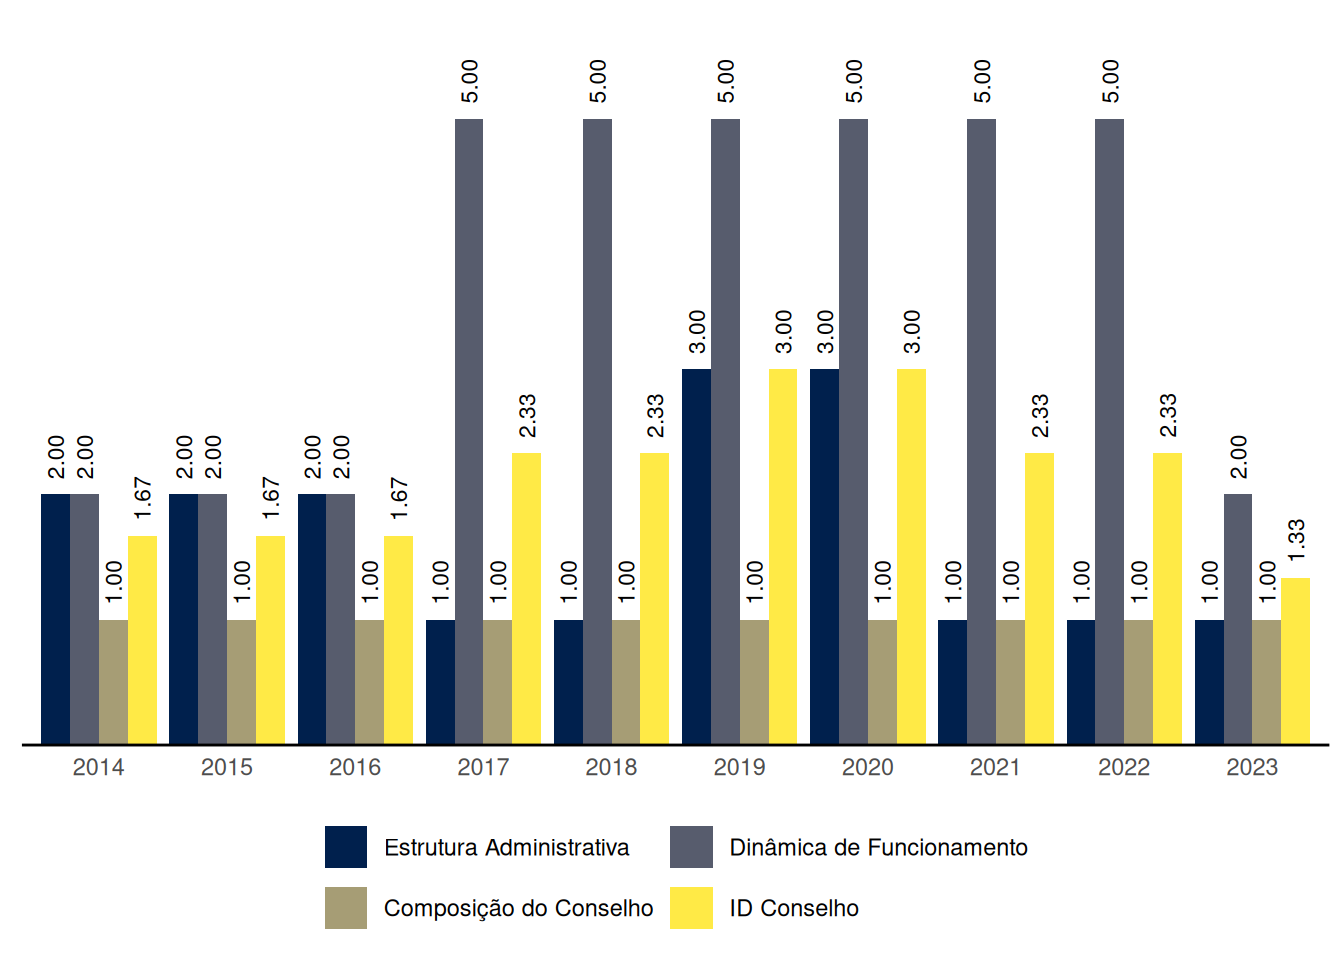 5.00 5.00 5.00 5.00 5.00 5.00
3.00 3.00 3.00 3.00
2.33 2.33 2.33 2.33
2.00 2.00 2.00 2.00 2.00 2.00 2.00
1.67 1.67 1.67
1.33
1.00 1.00 1.00 1.00 1.00 1.00 1.00 1.00 1.00 1.00 1.00 1.00 1.00 1.00 1.00
2014 2015 2016 2017 2018 2019 2020 2021 2022 2023
Estrutura Administrativa Dinâmica de Funcionamento
Composição do Conselho ID Conselho